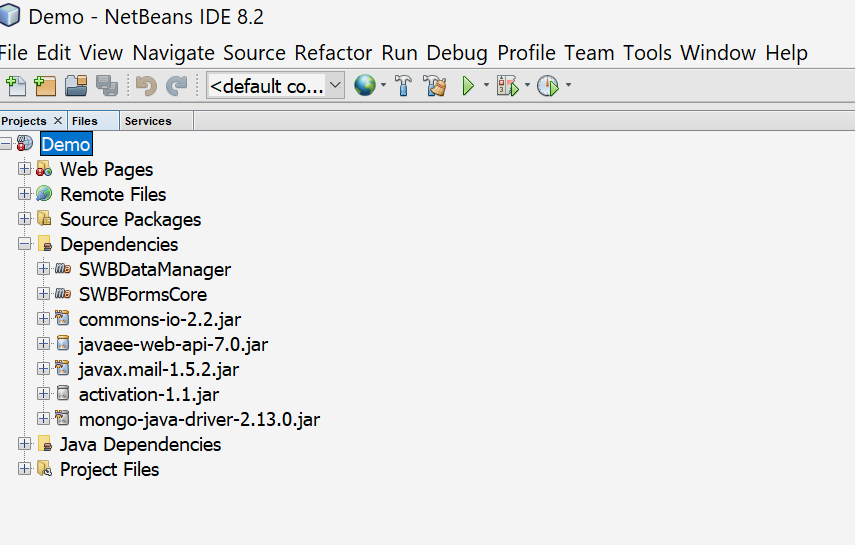 Demo - NetBeans IDE 8.2
File Edit View Navigate Source Refactor Run Debug Profile Team Tools Window Help
<default co...
Projects Files Services
Demo
Web Pages
Remote Files
Source Packages
Dependencies
SWBDataManager
SWBFormsCore
commons-io-2.2.jar
javaee-web-api-7.0.jar
javax.mail-1.5.2.jar
activation-1.1.jar
mongo-java-driver-2.13.0.jar
Java Dependencies
Project Files